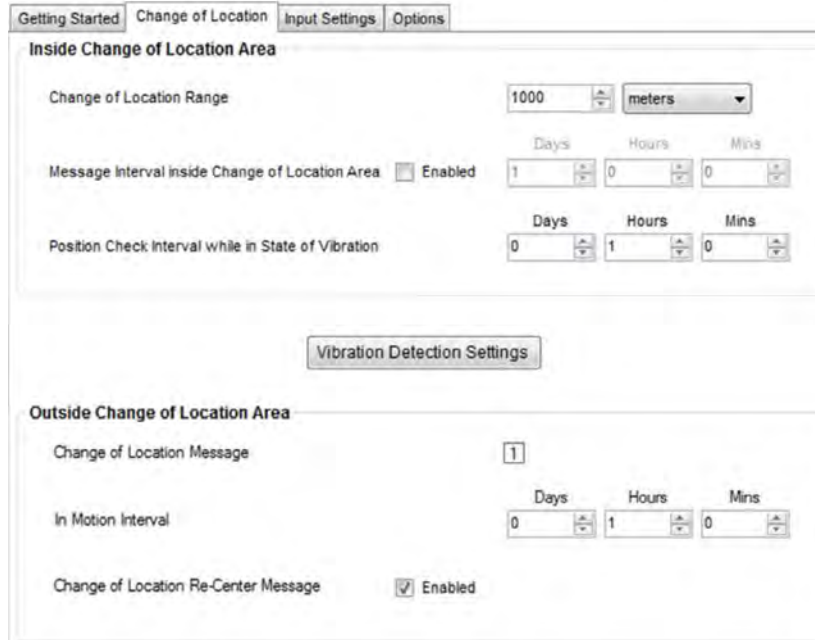 Getting Started Change of Location Input Settings Options
Inside Change of Location Area
Change of Location Range 1000 meters
Days Hours Mins
Message Interval inside Change of Location Area Enabled 1 0 0
Days Hours Mins
Position Check Interval while in State of Vibration 0 1 0
Vibration Detection Settings
Outside Change of Location Area
Change of Location Message 1
Days Hours Mins
In Motion Interval 0 1 0
Change of Location Re-Center Message Enabled